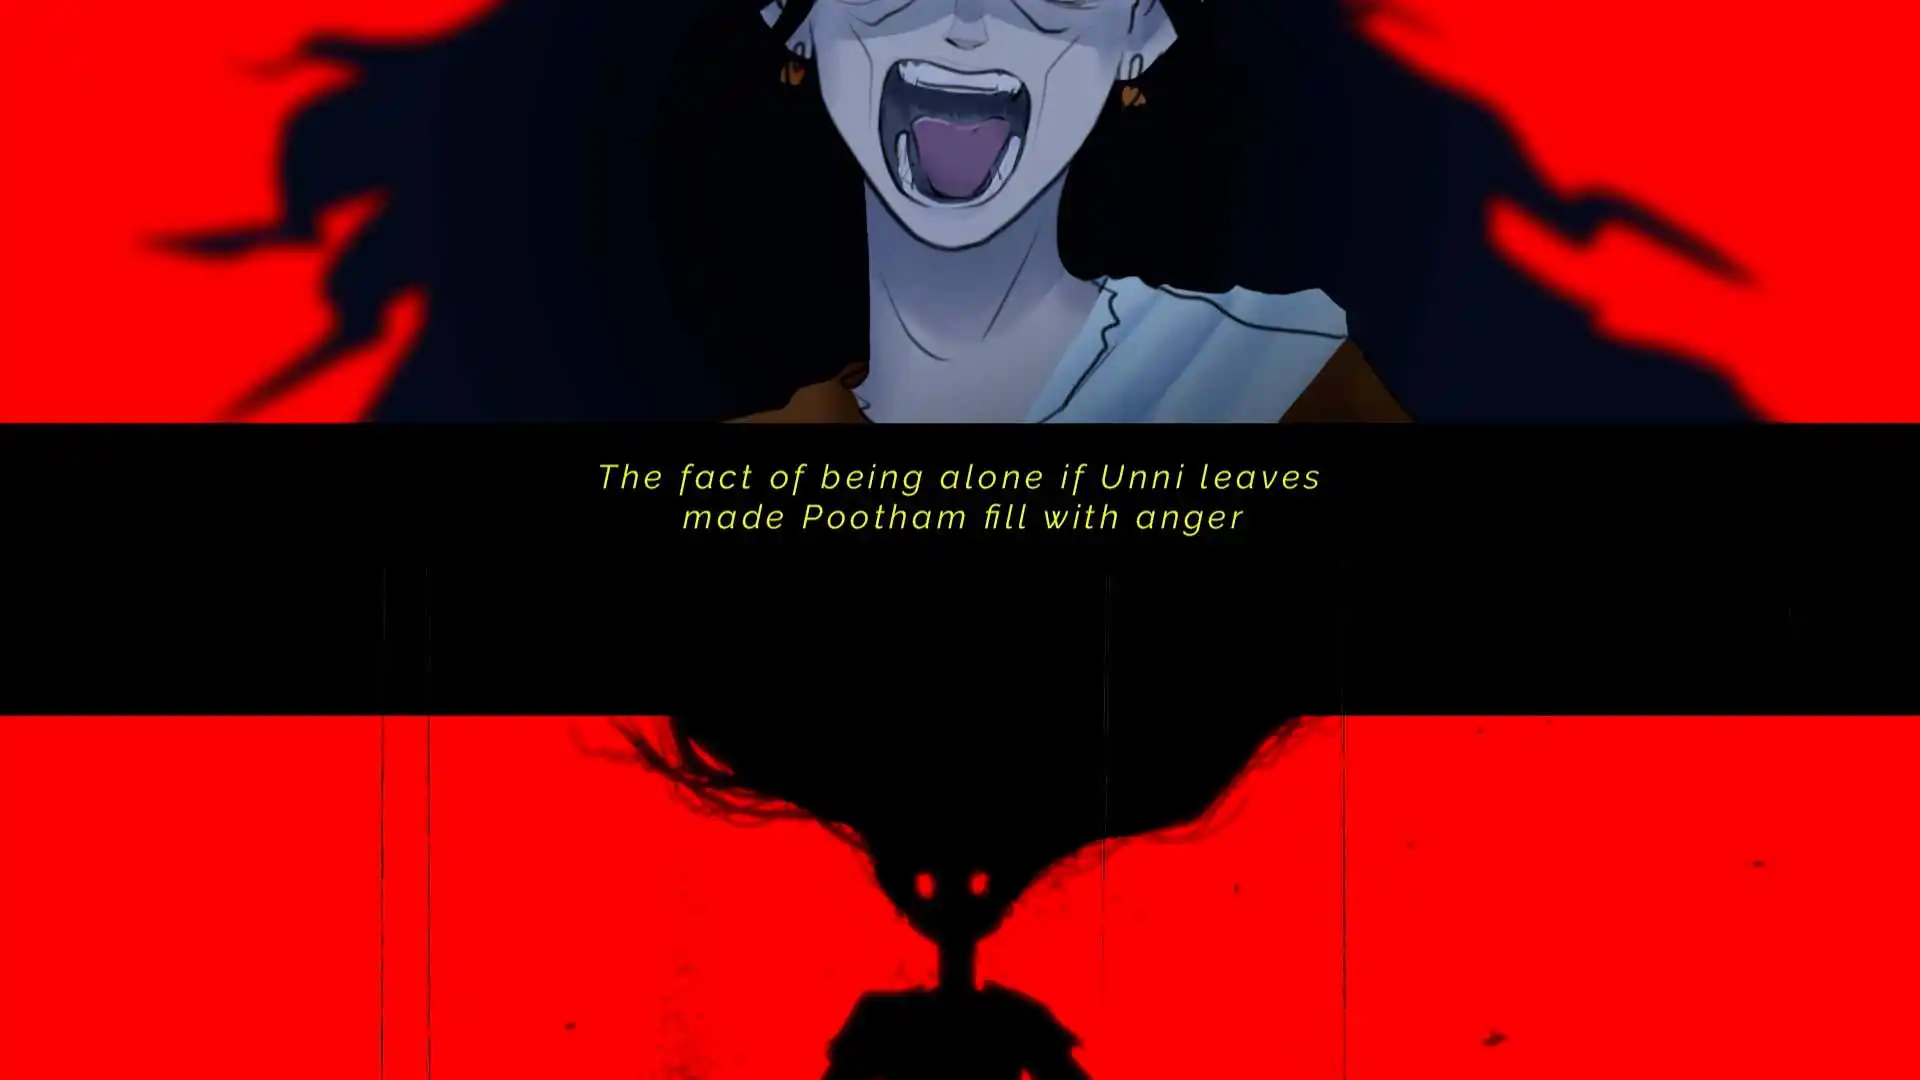 The fact of being alone if Unni leaves
made Pootham fill with anger